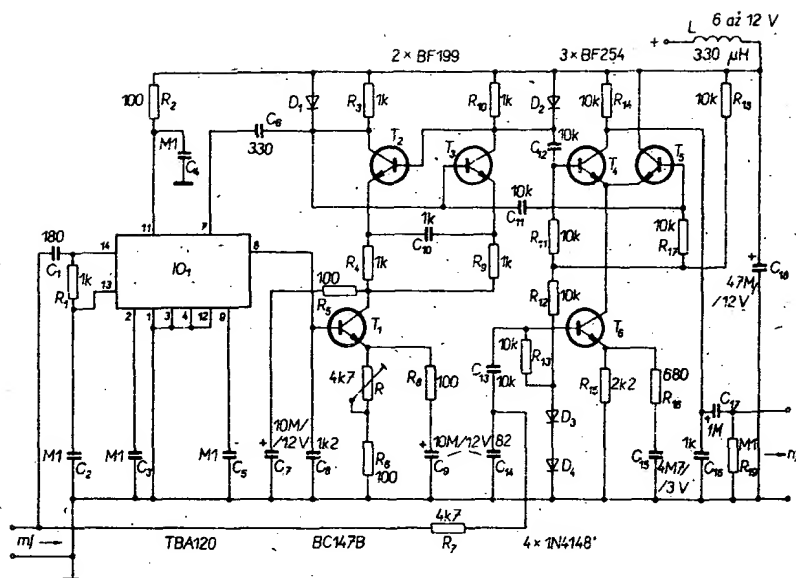 6 až 12 V
L
+
330 µH
2 × BF199
3 × BF254
100
R2
D1
R3
1k
R10
1k
D2
10k
R14
10k
R13
C6
330
M1
C4
T2
T3
10k
C12
T4
T5
10k
C11
11
7
1k
C10
R11
10k
10k
R17
180
C1
14
1k
R1
13
IO1
8
R4
1k
R9
1k
100
R5
R12
10k
47M/
/12V
+
C18
2
1
3
4
12
9
T1
T6
C13
10k
10k
R13
4k7
R
R8
100
R15
2k2
680
R16
D3
C17
+
1M
10M/
/12V
+
C7
1k2
C8
10M/12V
+
C9
82
C14
D4
M1
C2
M1
C3
M1
C5
R6
100
C15
4M7
/3V
1k
C16
M1
R19
4k7
R7
mf
TBA120
BC147B
4 × 1N4148